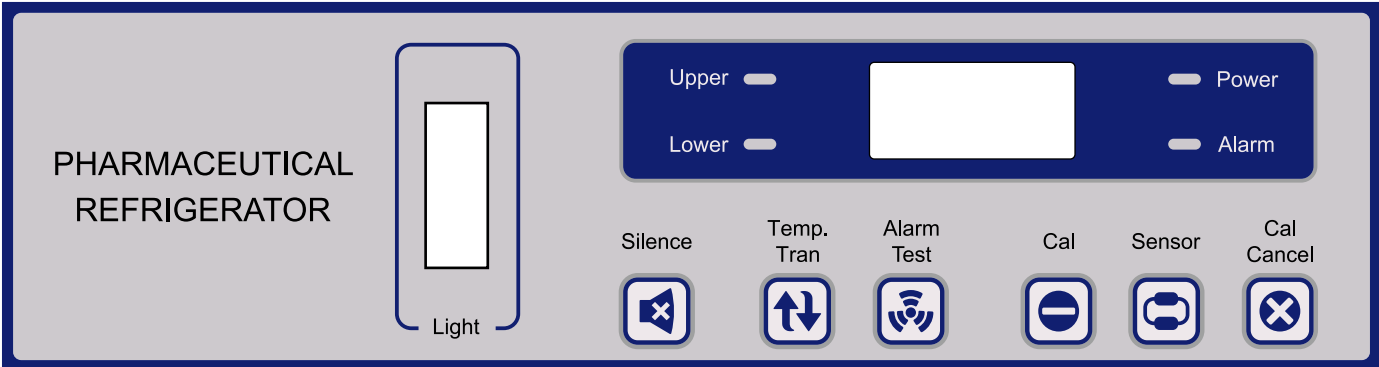 PHARMACEUTICAL
REFRIGERATOR
Light
Upper
Lower
Power
Alarm
Silence
Temp.
Tran
Alarm
Test
Cal
Sensor
Cal
Cancel